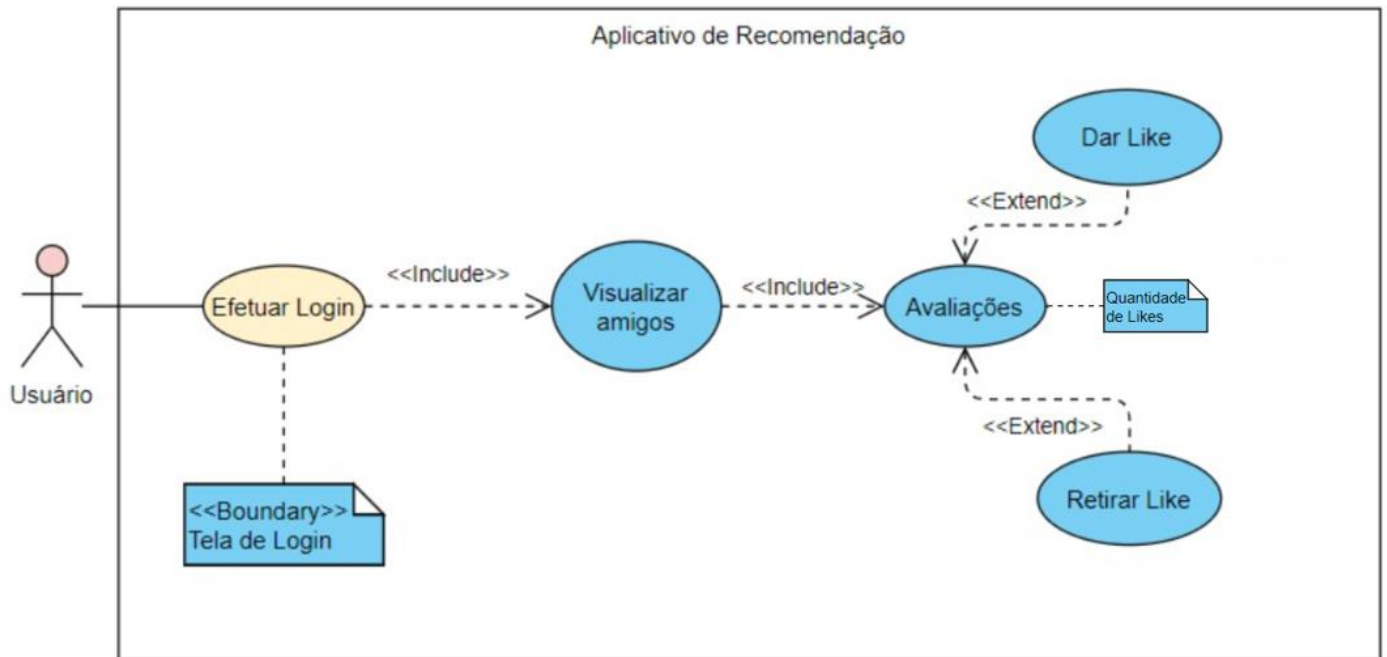 Aplicativo de Recomendação
Dar Like
<<Extend>>
<<Include>>
Visualizar
amigos
<<Include>>
Efetuar Login
Avaliações
Quantidade
de Likes
Usuário
<<Extend>>
<<Boundary>>
Tela de Login
Retirar Like